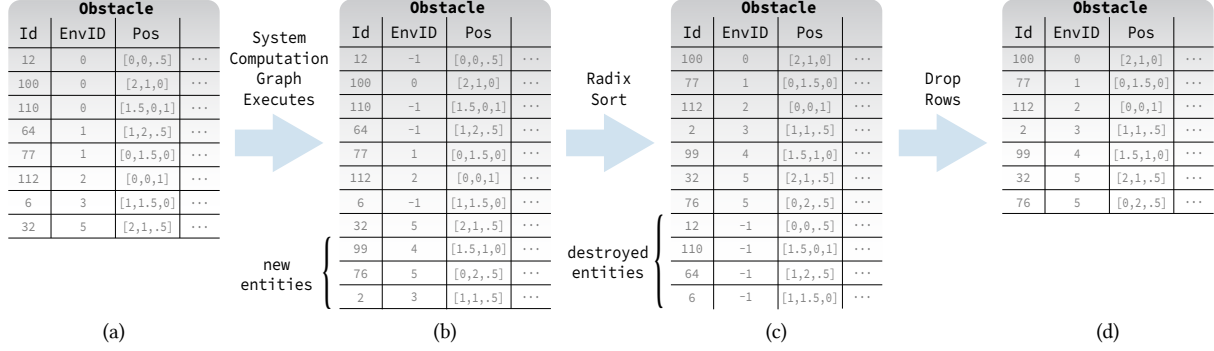 Obstacle
Id EnvID Pos
12 0 [0,0,.5] ···
100 0 [2,1,0] ···
110 0 [1.5,0,1] ···
64 1 [1,2,.5] ···
77 1 [0,1.5,0] ···
112 2 [0,0,1] ···
6 3 [1,1.5,0] ···
32 5 [2,1,.5] ···
(a)
System
Computation
Graph
Executes
Obstacle
Id EnvID Pos
12 -1 [0,0,.5] ···
100 0 [2,1,0] ···
110 -1 [1.5,0,1] ···
64 -1 [1,2,.5] ···
77 1 [0,1.5,0] ···
112 2 [0,0,1] ···
6 -1 [1,1.5,0] ···
32 5 [2,1,.5] ···
99 4 [1.5,1,0] ···
76 5 [0,2,.5] ···
2 3 [1,1,.5] ···
new
entities
(b)
Radix
Sort
Obstacle
Id EnvID Pos
100 0 [2,1,0] ···
77 1 [0,1.5,0] ···
112 2 [0,0,1] ···
2 3 [1,1,.5] ···
99 4 [1.5,1,0] ···
32 5 [2,1,.5] ···
76 5 [0,2,.5] ···
12 -1 [0,0,.5] ···
110 -1 [1.5,0,1] ···
64 -1 [1,2,.5] ···
6 -1 [1,1.5,0] ···
destroyed
entities
(c)
Drop
Rows
Obstacle
Id EnvID Pos
100 0 [2,1,0] ···
77 1 [0,1.5,0] ···
112 2 [0,0,1] ···
2 3 [1,1,.5] ···
99 4 [1.5,1,0] ···
32 5 [2,1,.5] ···
76 5 [0,2,.5] ···
(d)